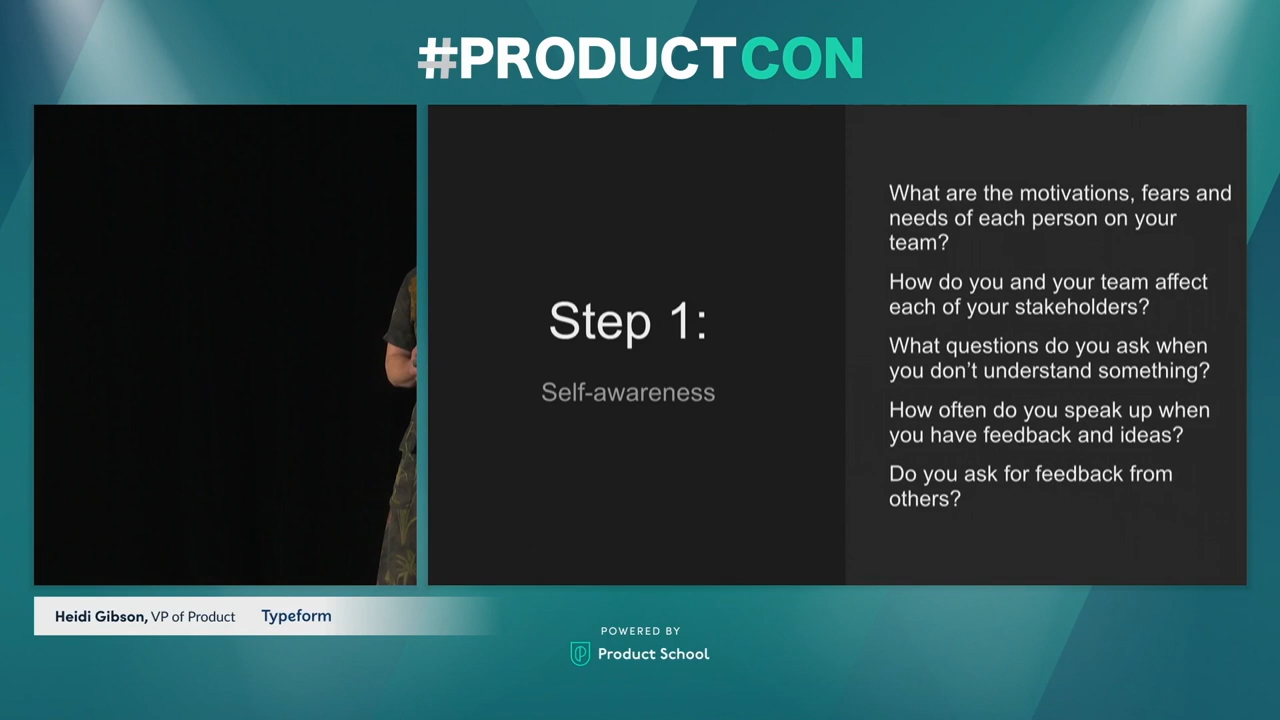 #PRODUCTCON
Step 1:
Self-awareness
What are the motivations, fears and
needs of each person on your
team?
How do you and your team affect
each of your stakeholders?
What questions do you ask when
you don’t understand something?
How often do you speak up when
you have feedback and ideas?
Do you ask for feedback from
others?
Heidi Gibson, VP of Product Typeform
POWERED BY
Product School